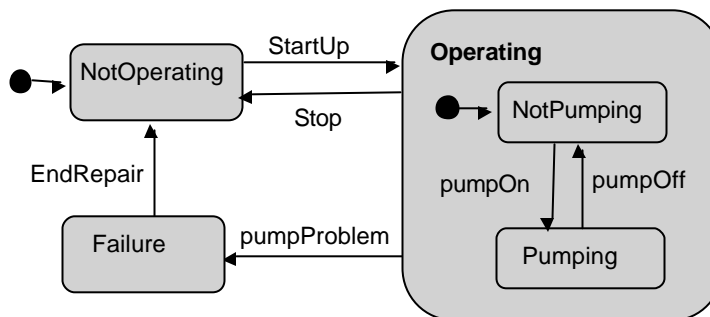 StartUp
Operating
NotOperating
NotPumping
Stop
EndRepair
pumpOn
pumpOff
Failure
pumpProblem
Pumping